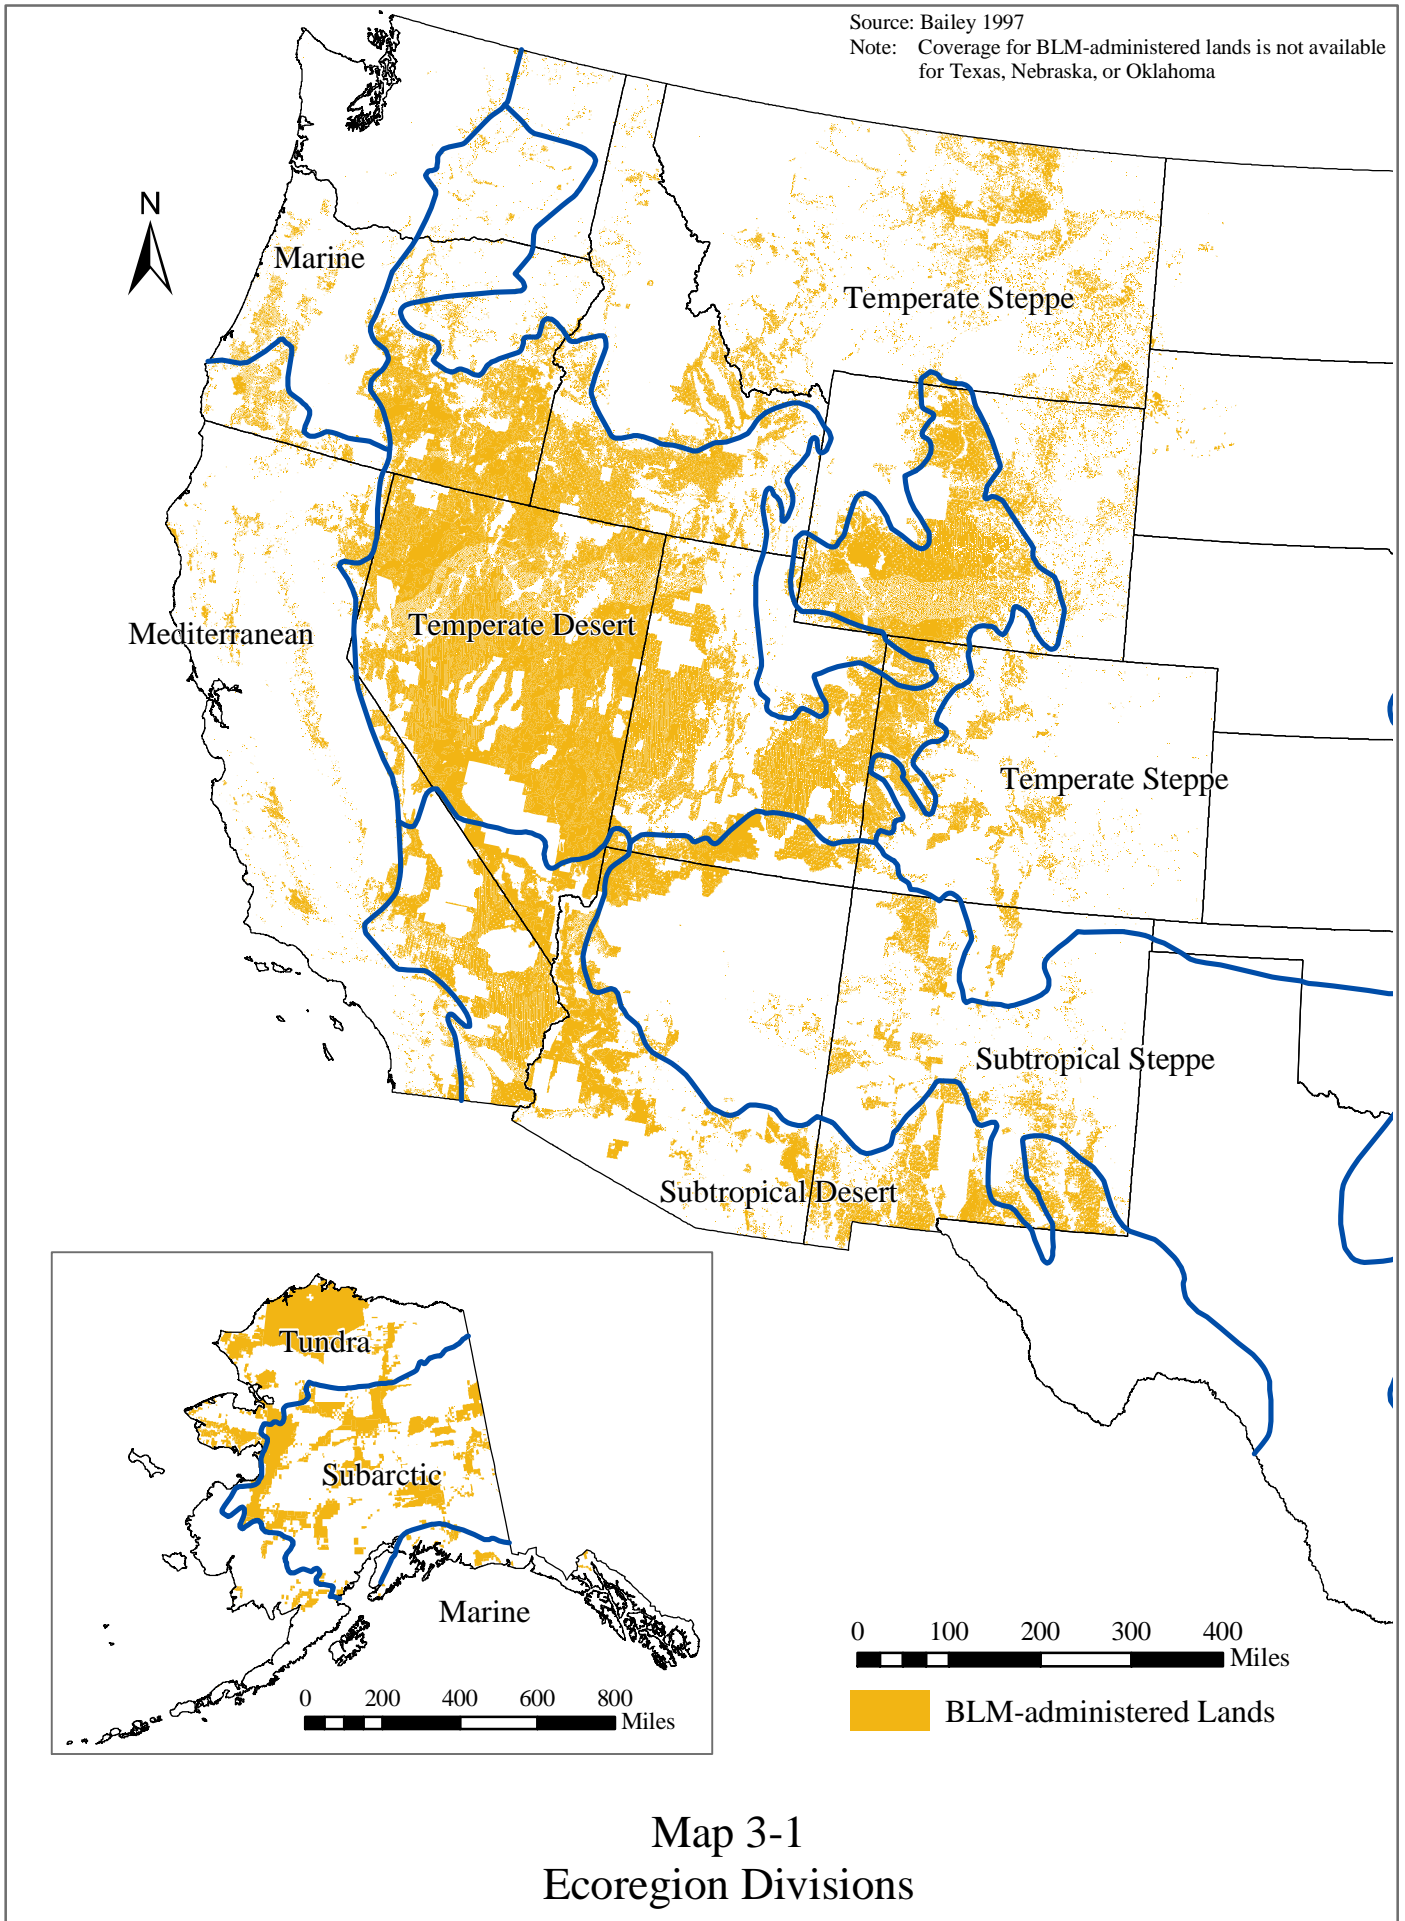 Source: Bailey 1997
Note: Coverage for BLM-administered lands is not available
for Texas, Nebraska, or Oklahoma
N
Marine
Temperate Steppe
Mediterranean
Temperate Desert
Temperate Steppe
Subtropical Steppe
Subtropical Desert
Tundra
Subarctic
Marine
0 200 400 600 800
Miles
0 100 200 300 400
Miles
BLM-administered Lands
Map 3-1
Ecoregion Divisions